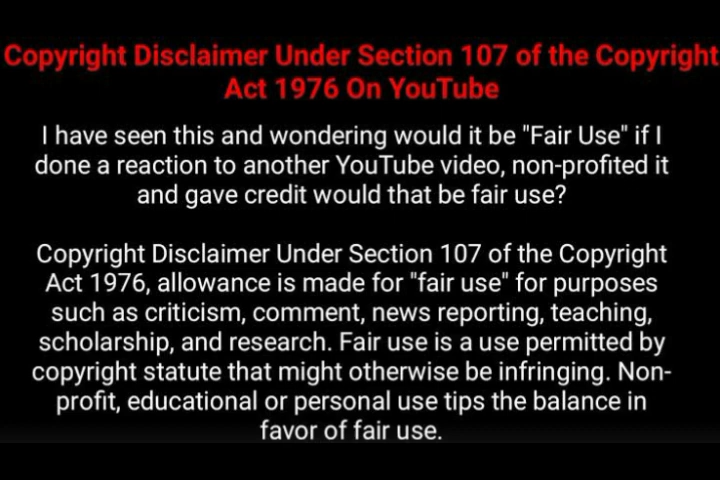 Copyright Disclaimer Under Section 107 of the Copyright
Act 1976 On YouTube
I have seen this and wondering would it be "Fair Use" if I
done a reaction to another YouTube video, non-profited it
and gave credit would that be fair use?
Copyright Disclaimer Under Section 107 of the Copyright
Act 1976, allowance is made for "fair use" for purposes
such as criticism, comment, news reporting, teaching,
scholarship, and research. Fair use is a use permitted by
copyright statute that might otherwise be infringing. Non-
profit, educational or personal use tips the balance in
favor of fair use.